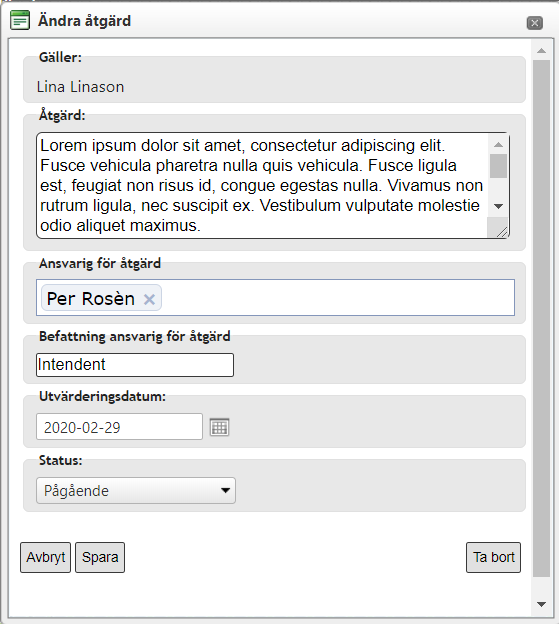 Ändra åtgärd
Gäller:
Lina Linason
Åtgärd:
Lorem ipsum dolor sit amet, consectetur adipiscing elit.
Fusce vehicula pharetra nulla quis vehicula. Fusce ligula
est, feugiat non risus id, congue egestas nulla. Vivamus non
rutrum ligula, nec suscipit ex. Vestibulum vulputate molestie
odio aliquet maximus.
Ansvarig för åtgärd
Per Rosèn ×
Befattning ansvarig för åtgärd
Intendent
Utvärderingsdatum:
2020-02-29
Status:
Pågående
Avbryt Spara Ta bort